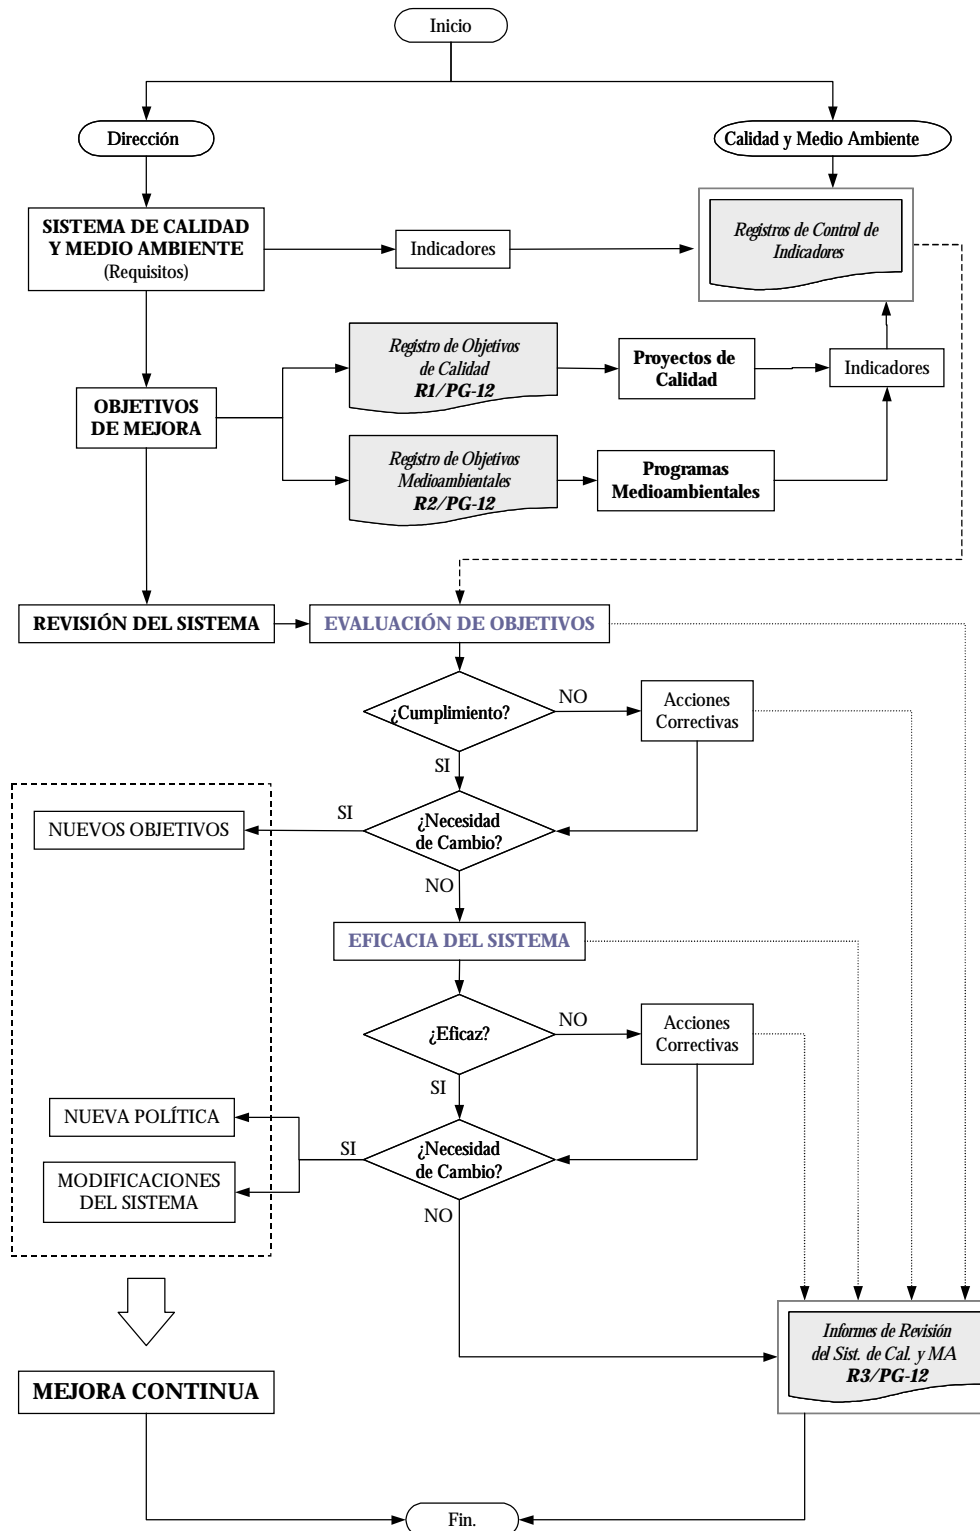 Inicio
Dirección
Calidad y Medio Ambiente
SISTEMA DE CALIDAD
Y MEDIO AMBIENTE
(Requisitos)
Indicadores
Registros de Control de
Indicadores
Registro de Objetivos
de Calidad
R1/PG-12
Proyectos de
Calidad
Indicadores
OBJETIVOS
DE MEJORA
Registro de Objetivos
Medioambientales
R2/PG-12
Programas
Medioambientales
REVISIÓN DEL SISTEMA
EVALUACIÓN DE OBJETIVOS
¿Cumplimiento?
NO
Acciones
Correctivas
SI
NUEVOS OBJETIVOS
SI
¿Necesidad
de Cambio?
NO
EFICACIA DEL SISTEMA
¿Eficaz?
NO
Acciones
Correctivas
SI
NUEVA POLÍTICA
SI
¿Necesidad
de Cambio?
MODIFICACIONES
DEL SISTEMA
NO
Informes de Revisión
del Sist. de Cal. y MA
R3/PG-12
MEJORA CONTINUA
Fin.